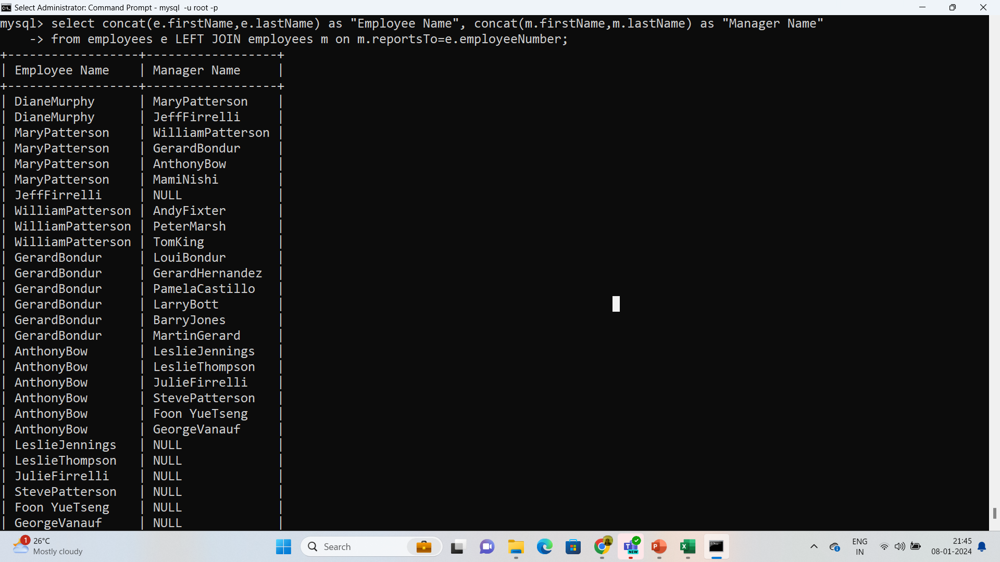 Select Administrator: Command Prompt - mysql  -u root -p
mysql> select concat(e.firstName,e.lastName) as "Employee Name", concat(m.firstName,m.lastName) as "Manager Name"
    -> from employees e LEFT JOIN employees m on m.reportsTo=e.employeeNumber;
+------------------+------------------+
| Employee Name    | Manager Name     |
+------------------+------------------+
| DianeMurphy      | MaryPatterson    |
| DianeMurphy      | JeffFirrelli     |
| MaryPatterson    | WilliamPatterson |
| MaryPatterson    | GerardBondur     |
| MaryPatterson    | AnthonyBow       |
| MaryPatterson    | MamiNishi        |
| JeffFirrelli     | NULL             |
| WilliamPatterson | AndyFixter       |
| WilliamPatterson | PeterMarsh       |
| WilliamPatterson | TomKing          |
| GerardBondur     | LouiBondur       |
| GerardBondur     | GerardHernandez  |
| GerardBondur     | PamelaCastillo   |
| GerardBondur     | LarryBott        |
| GerardBondur     | BarryJones       |
| GerardBondur     | MartinGerard     |
| AnthonyBow       | LeslieJennings   |
| AnthonyBow       | LeslieThompson   |
| AnthonyBow       | JulieFirrelli    |
| AnthonyBow       | StevePatterson   |
| AnthonyBow       | Foon YueTseng    |
| AnthonyBow       | GeorgeVanauf     |
| LeslieJennings   | NULL             |
| LeslieThompson   | NULL             |
| JulieFirrelli    | NULL             |
| StevePatterson   | NULL             |
| Foon YueTseng    | NULL             |
| GeorgeVanauf     | NULL             |
1
26°C
Mostly cloudy
Search
NEW
ENG
IN
21:45
08-01-2024